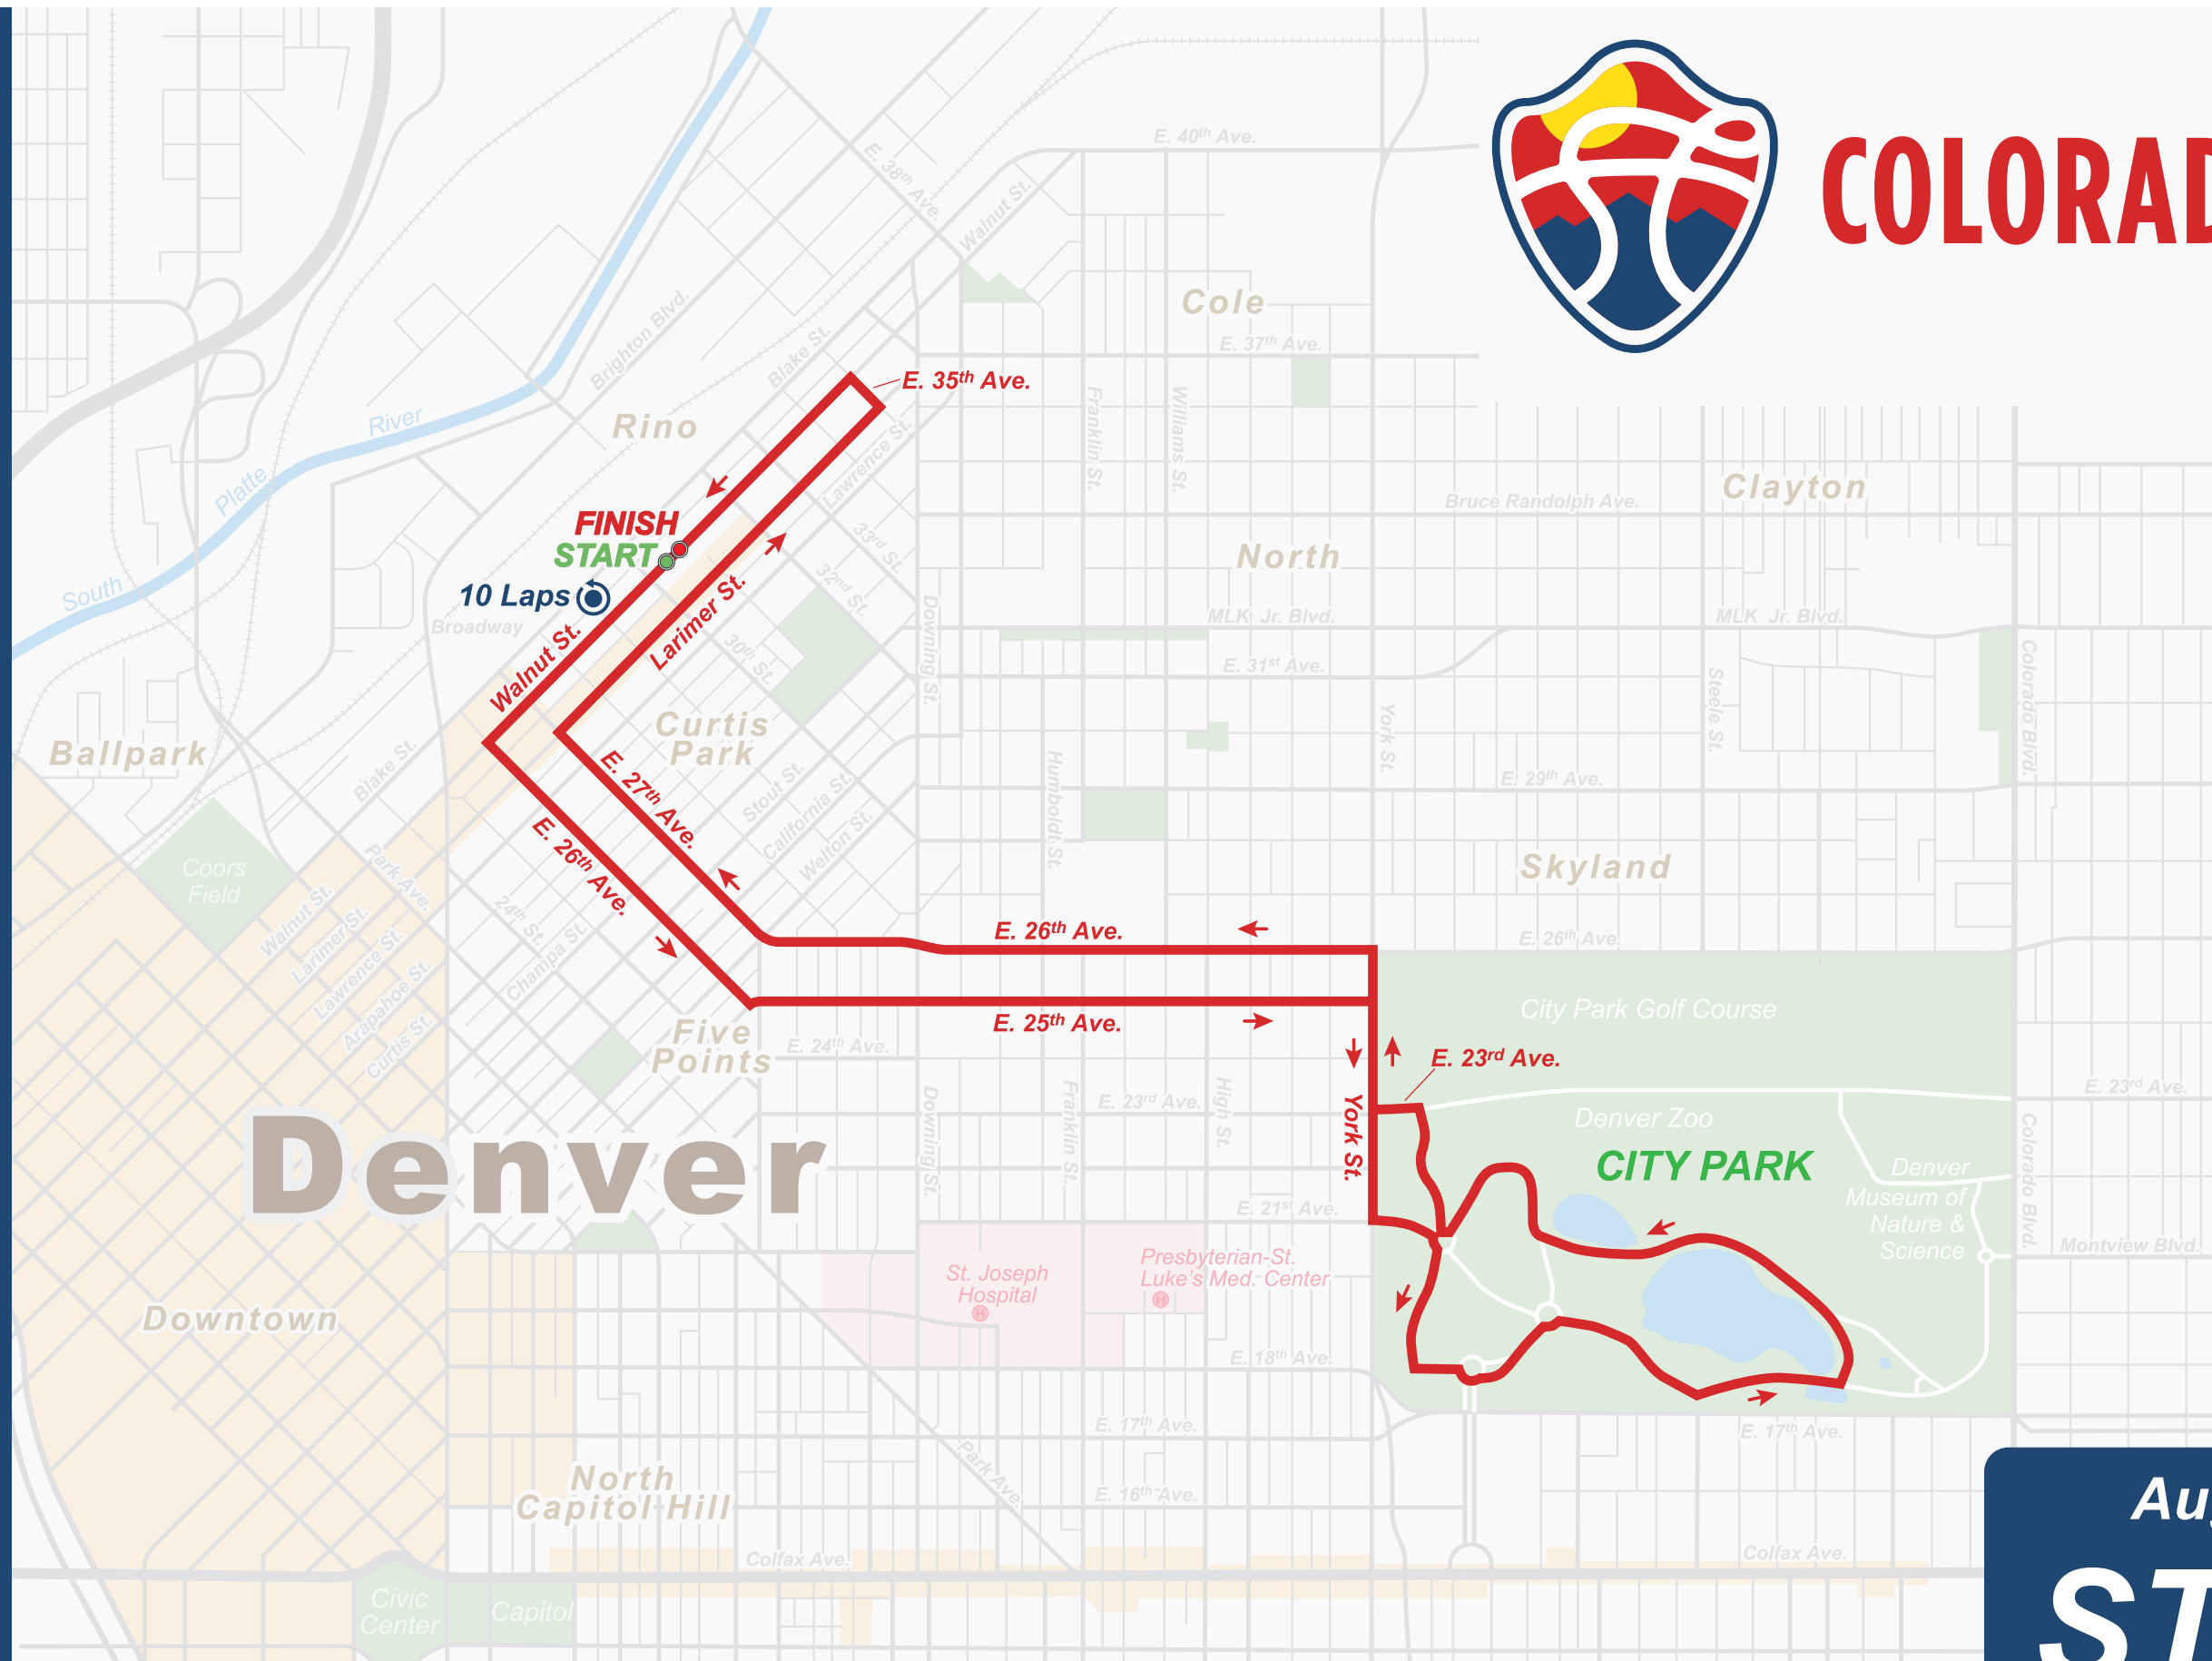 COLORAD
E. 40th Ave.
E. 38th Ave.
Walnut St.
Cole
E. 37th Ave.
Brighton Blvd.
Blake St.
E. 35th Ave.
Rino
River
Platte
South
Franklin St.
Williams St.
Lawrence St.
Clayton
Bruce Randolph Ave.
FINISH
START
10 Laps
33rd St.
32nd St.
North
Larimer St.
Walnut St.
Broadway
30th St.
Downing St.
MLK Jr. Blvd.
MLK Jr. Blvd.
E. 31st Ave.
Steele St.
Colorado Blvd.
York St.
Curtis
Park
Ballpark
Blake St.
E. 27th Ave.
Stout St.
California St.
Welton St.
Humboldt St.
E. 29th Ave.
E. 26th Ave.
Skyland
Coors
Field
Park Ave.
Walnut St.
Larimer St.
Lawrence St.
Arapahoe St.
Curtis St.
24th St.
Champa St.
E. 26th Ave.
E. 26th Ave.
City Park Golf Course
E. 25th Ave.
Five
Points
E. 24th Ave.
E. 23rd Ave.
E. 23rd Ave.
E. 23rd Ave.
Downing St.
Franklin St.
High St.
York St.
Denver Zoo
CITY PARK
Denver
Museum of
Nature &
Science
Colorado Blvd.
Denver
E. 21st Ave.
Montview Blvd.
St. Joseph
Hospital
H
Presbyterian-St.
Luke's Med. Center
H
Downtown
E. 18th Ave.
E. 17th Ave.
E. 17th Ave.
Park Ave.
North
Capitol Hill
E. 16th Ave.
Colfax Ave.
Colfax Ave.
Civic
Center
Capitol
Au
ST